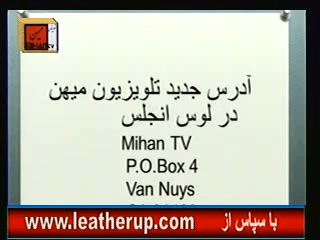 آدرس جدید تلویزیون میهن
در لوس انجلس
Mihan TV
P.O.Box 4
Van Nuys
با سپاس از www.leatherup.com